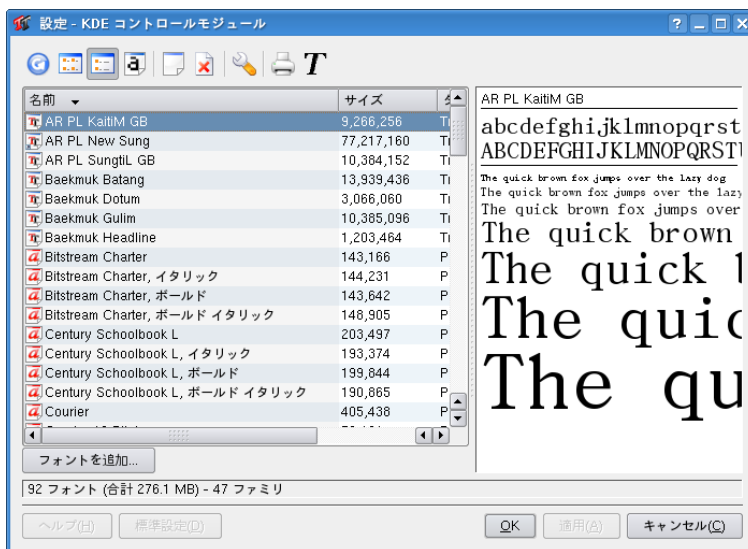 設定 - KDE コントロールモジュール
名前 サイズ
AR PL KaitiM GB 9,266,256
AR PL New Sung 77,217,160
AR PL SungtiL GB 10,384,152
Baekmuk Batang 13,939,436
Baekmuk Dotum 3,066,060
Baekmuk Gulim 10,385,096
Baekmuk Headline 1,203,464
Bitstream Charter 143,166 P
Bitstream Charter, イタリック 144,231 P
Bitstream Charter, ボールド 143,642 P
Bitstream Charter, ボールド イタリック 148,905 P
Century Schoolbook L 203,497 P
Century Schoolbook L, イタリック 193,374 P
Century Schoolbook L, ボールド 199,844 P
Century Schoolbook L, ボールド イタリック 190,865 P
Courier 405,438 P
フォントを追加...
AR PL KaitiM GB
abcdefghijklmnopqrst
ABCDEFGHIJKLMNOPQRST
The quick brown fox jumps over the lazy dog
The quick brown fox jumps over the lazy
The quick brown fox jumps over
The quick brown
The quick
The quic
The qu
92 フォント (合計 276.1 MB) - 47 ファミリ
ヘルプ(H) 標準設定(D) OK 適用(A) キャンセル(C)